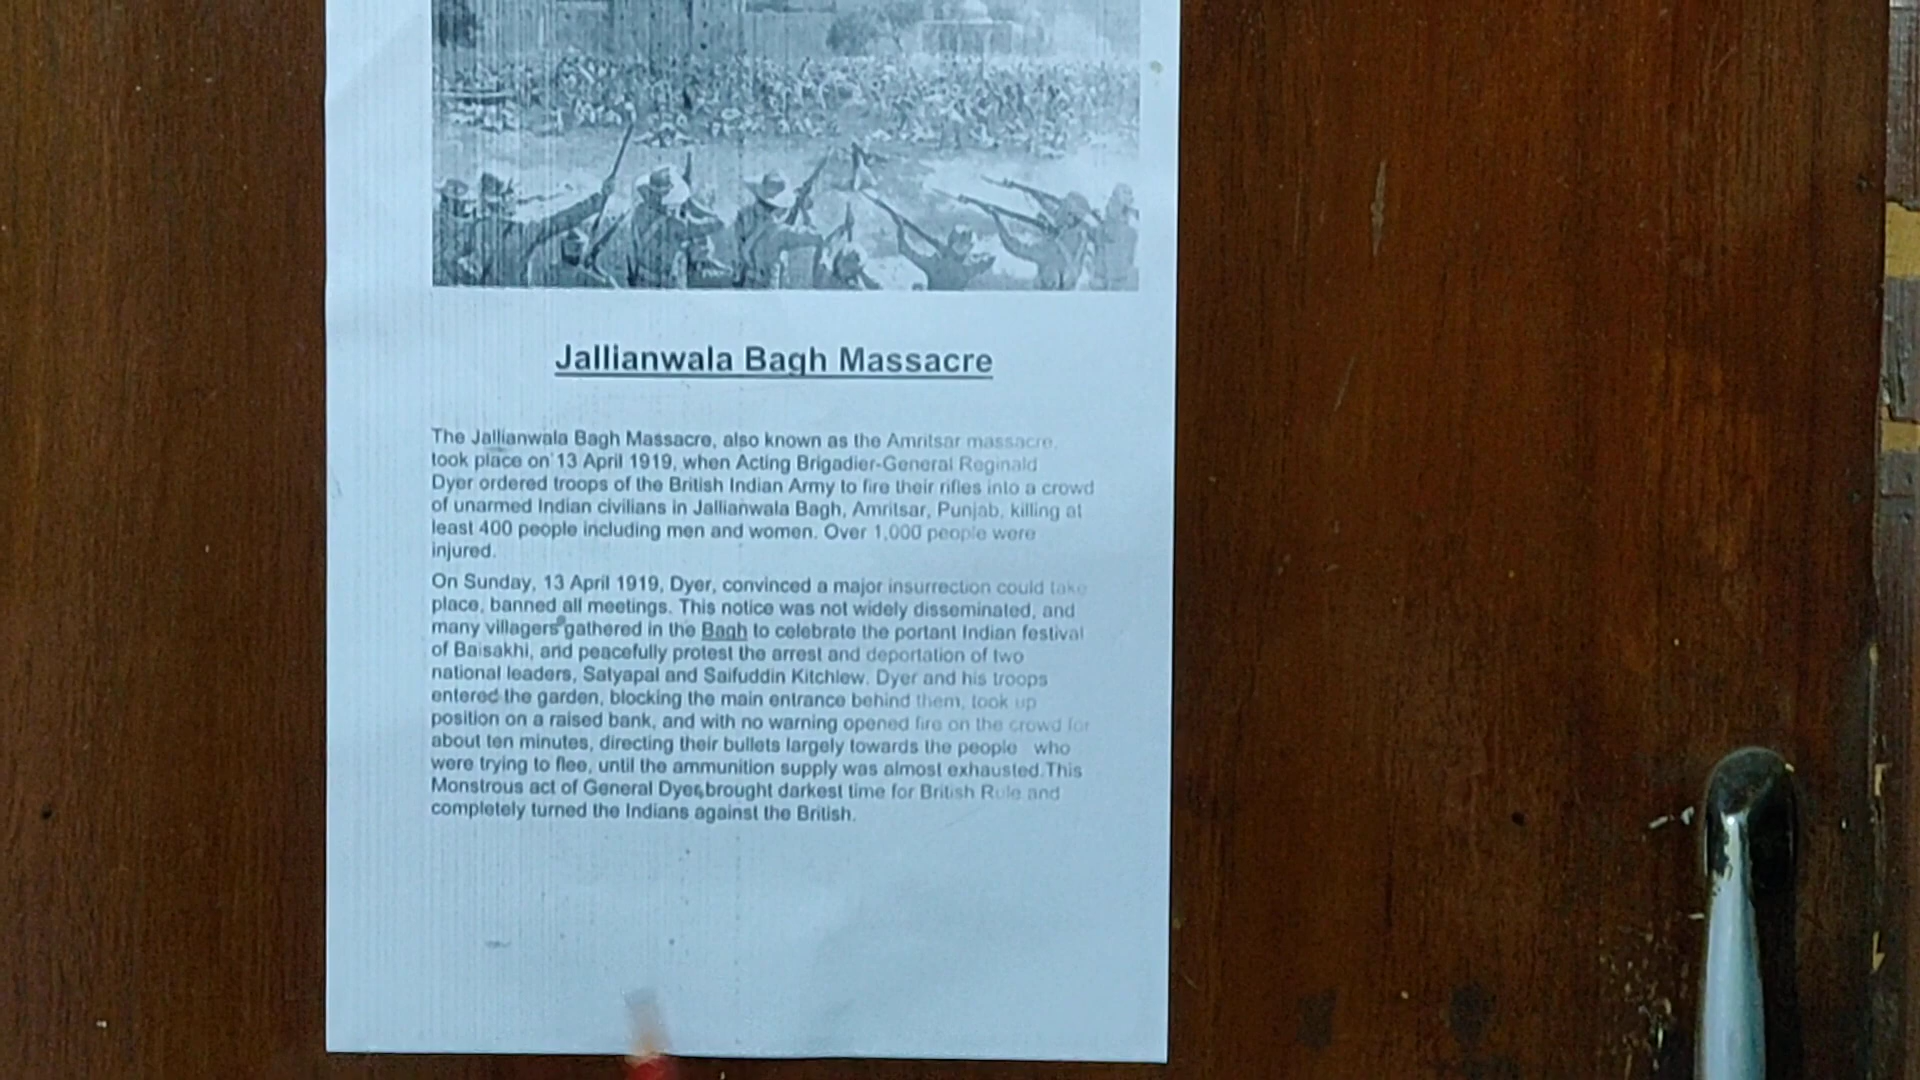 Jallianwala Bagh Massacre
The Jallianwala Bagh Massacre, also known as the Amritsar massacre,
took place on 13 April 1919, when Acting Brigadier-General Reginald
Dyer ordered troops of the British Indian Army to fire their rifles into a crowd
of unarmed Indian civilians in Jallianwala Bagh, Amritsar, Punjab, killing at
least 400 people including men and women. Over 1,000 people were
injured.
On Sunday, 13 April 1919, Dyer, convinced a major insurrection could take
place, banned all meetings. This notice was not widely disseminated, and
many villagers gathered in the Bagh to celebrate the portant Indian festival
of Baisakhi, and peacefully protest the arrest and deportation of two
national leaders, Satyapal and Saifuddin Kitchlew. Dyer and his troops
entered the garden, blocking the main entrance behind them, took up
position on a raised bank, and with no warning opened fire on the crowd for
about ten minutes, directing their bullets largely towards the people who
were trying to flee, until the ammunition supply was almost exhausted.This
Monstrous act of General Dyer brought darkest time for British Rule and
completely turned the Indians against the British.